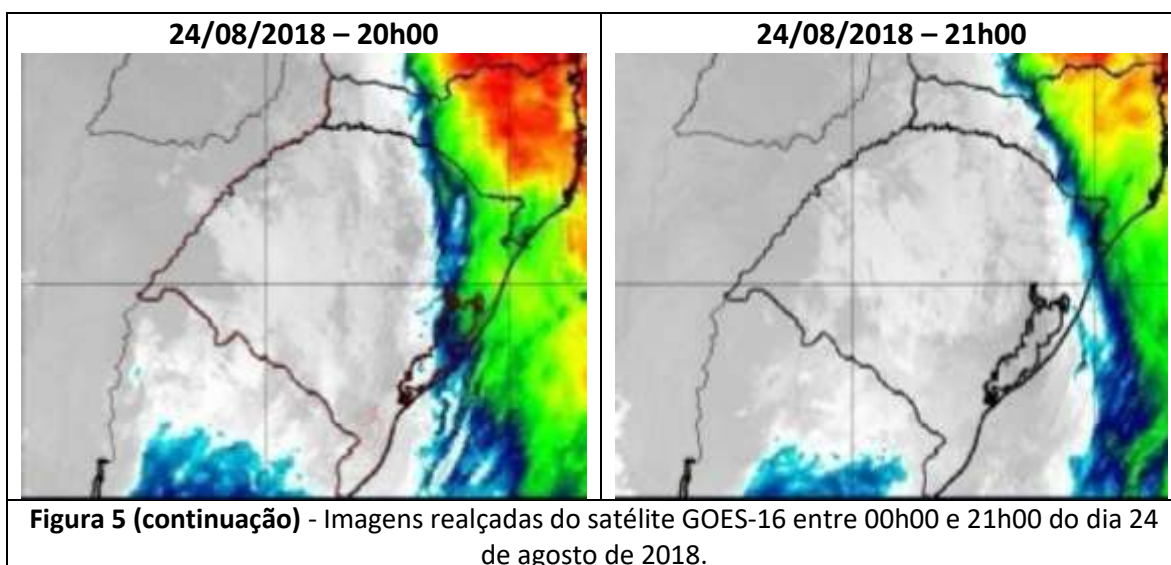 24/08/2018 – 20h00
24/08/2018 – 21h00
Figura 5 (continuação) - Imagens realçadas do satélite GOES-16 entre 00h00 e 21h00 do dia 24
de agosto de 2018.